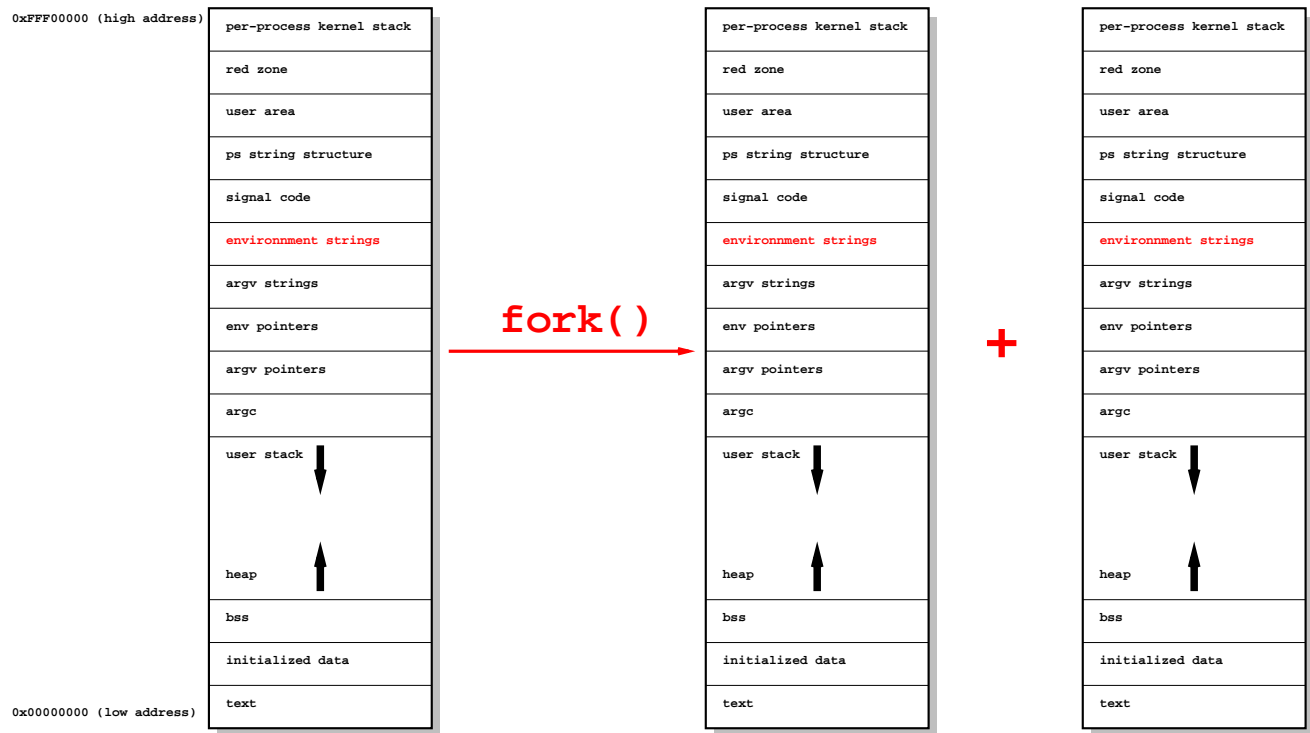 0xFFF00000 (high address)
per-process kernel stack
red zone
user area
ps string structure
signal code
environnment strings
argv strings
env pointers
argv pointers
argc
user stack
heap
bss
initialized data
text
0x00000000 (low address)
fork()
per-process kernel stack
red zone
user area
ps string structure
signal code
environnment strings
argv strings
env pointers
argv pointers
argc
user stack
heap
bss
initialized data
text
+
per-process kernel stack
red zone
user area
ps string structure
signal code
environnment strings
argv strings
env pointers
argv pointers
argc
user stack
heap
bss
initialized data
text